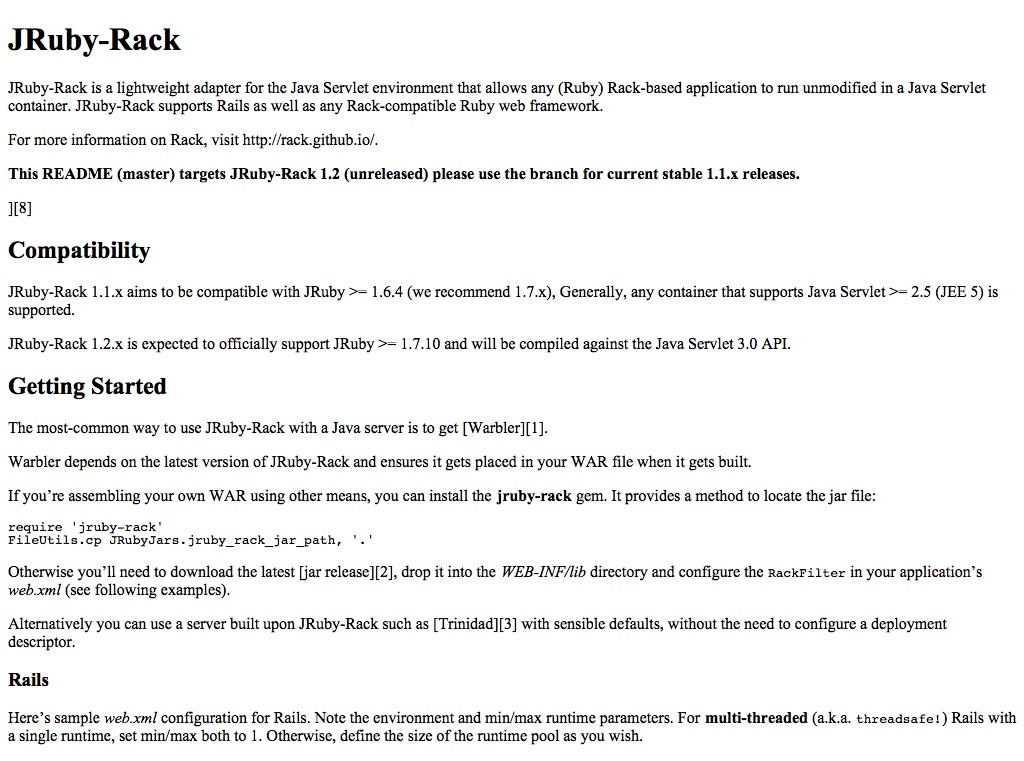 JRuby-Rack
JRuby-Rack is a lightweight adapter for the Java Servlet environment that allows any (Ruby) Rack-based application to run unmodified in a Java Servlet
container. JRuby-Rack supports Rails as well as any Rack-compatible Ruby web framework.
For more information on Rack, visit http://rack.github.io/.
This README (master) targets JRuby-Rack 1.2 (unreleased) please use the branch for current stable 1.1.x releases.
][8]
Compatibility
JRuby-Rack 1.1.x aims to be compatible with JRuby >= 1.6.4 (we recommend 1.7.x), Generally, any container that supports Java Servlet >= 2.5 (JEE 5) is
supported.
JRuby-Rack 1.2.x is expected to officially support JRuby >= 1.7.10 and will be compiled against the Java Servlet 3.0 API.
Getting Started
The most-common way to use JRuby-Rack with a Java server is to get [Warbler][1].
Warbler depends on the latest version of JRuby-Rack and ensures it gets placed in your WAR file when it gets built.
If you’re assembling your own WAR using other means, you can install the jruby-rack gem. It provides a method to locate the jar file:
require 'jruby-rack'
FileUtils.cp JRubyJars.jruby_rack_jar_path, '.'
Otherwise you’ll need to download the latest [jar release][2], drop it into the WEB-INF/lib directory and configure the RackFilter in your application’s
web.xml (see following examples).
Alternatively you can use a server built upon JRuby-Rack such as [Trinidad][3] with sensible defaults, without the need to configure a deployment
descriptor.
Rails
Here’s sample web.xml configuration for Rails. Note the environment and min/max runtime parameters. For multi-threaded (a.k.a. threadsafe!) Rails with
a single runtime, set min/max both to 1. Otherwise, define the size of the runtime pool as you wish.